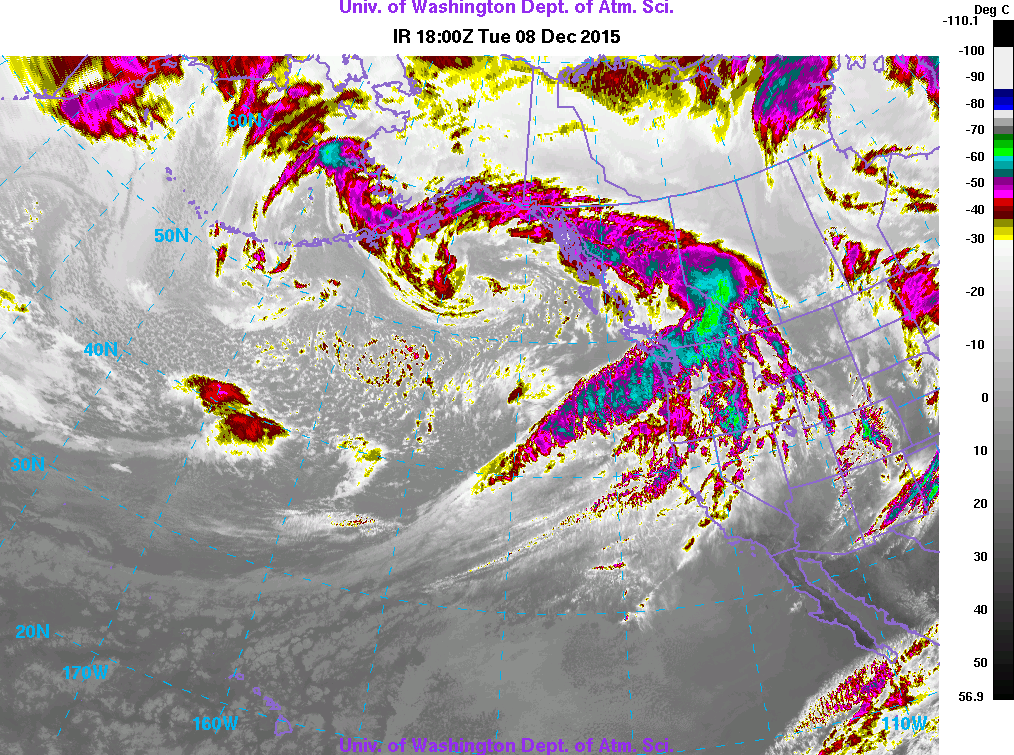 Univ. of Washington Dept. of Atm. Sci.
IR 18:00Z Tue 08 Dec 2015
Deg C
-110.1
-100
-90
-80
-70
-60
-50
-40
-30
-20
-10
0
10
20
30
40
50
56.9
60N
50N
40N
30N
20N
170W
160W
110W
Univ. of Washington Dept. of Atm. Sci.